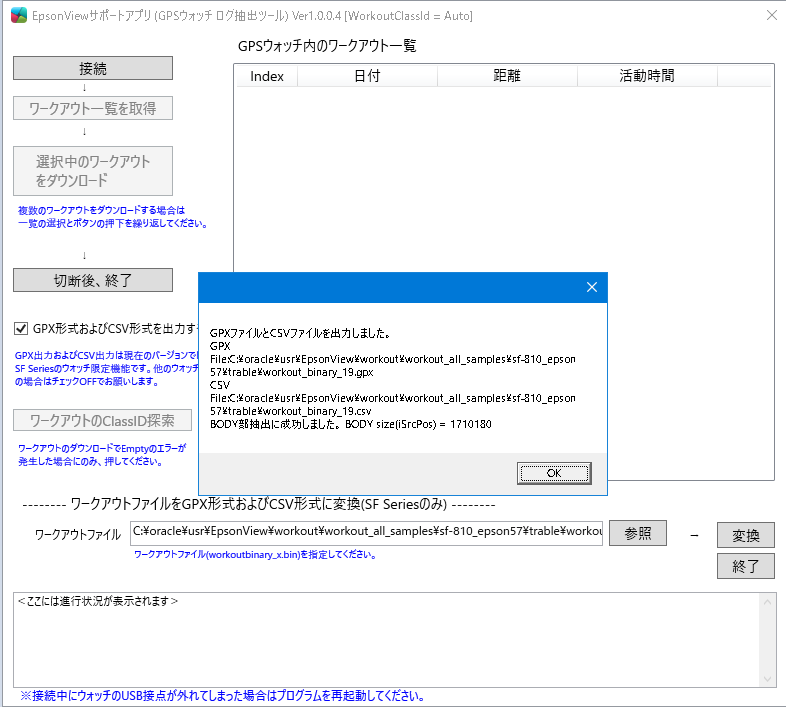 EpsonViewサポートアプリ (GPSウォッチ ログ抽出ツール) Ver1.0.0.4 [WorkoutClassId = Auto]
GPSウォッチ内のワークアウト一覧
接続
↓
ワークアウト一覧を取得
↓
選択中のワークアウト
をダウンロード
複数のワークアウトをダウンロードする場合は
一覧の選択とボタンの押下を繰り返してください。
↓
切断後、終了
GPX形式およびCSV形式を出力す
GPX出力およびCSV出力は現在のバージョンで
SF Seriesのウォッチ限定機能です。他のウォッチ
の場合はチェックOFFでお願いします。
ワークアウトのClassID探索
ワークアウトのダウンロードでEmptyのエラーが
発生した場合にのみ、押してください。
Index 日付 距離 活動時間
GPXファイルとCSVファイルを出力しました。
GPX
File:C:¥oracle¥usr¥EpsonView¥workout¥workout_all_samples¥sf-810_epson
57¥trable¥workout_binary_19.gpx
CSV
File:C:¥oracle¥usr¥EpsonView¥workout¥workout_all_samples¥sf-810_epson
57¥trable¥workout_binary_19.csv
BODY部抽出に成功しました。BODY size(iSrcPos) = 1710180
OK
-------- ワークアウトファイルをGPX形式およびCSV形式に変換(SF Seriesのみ) --------
ワークアウトファイル C:¥oracle¥usr¥EpsonView¥workout¥workout_all_samples¥sf-810_epson57¥trable¥workou 参照 → 変換
ワークアウトファイル(workoutbinary_x.bin)を指定してください。
終了
<ここには進行状況が表示されます>
※接続中にウォッチのUSB接点が外れてしまった場合はプログラムを再起動してください。